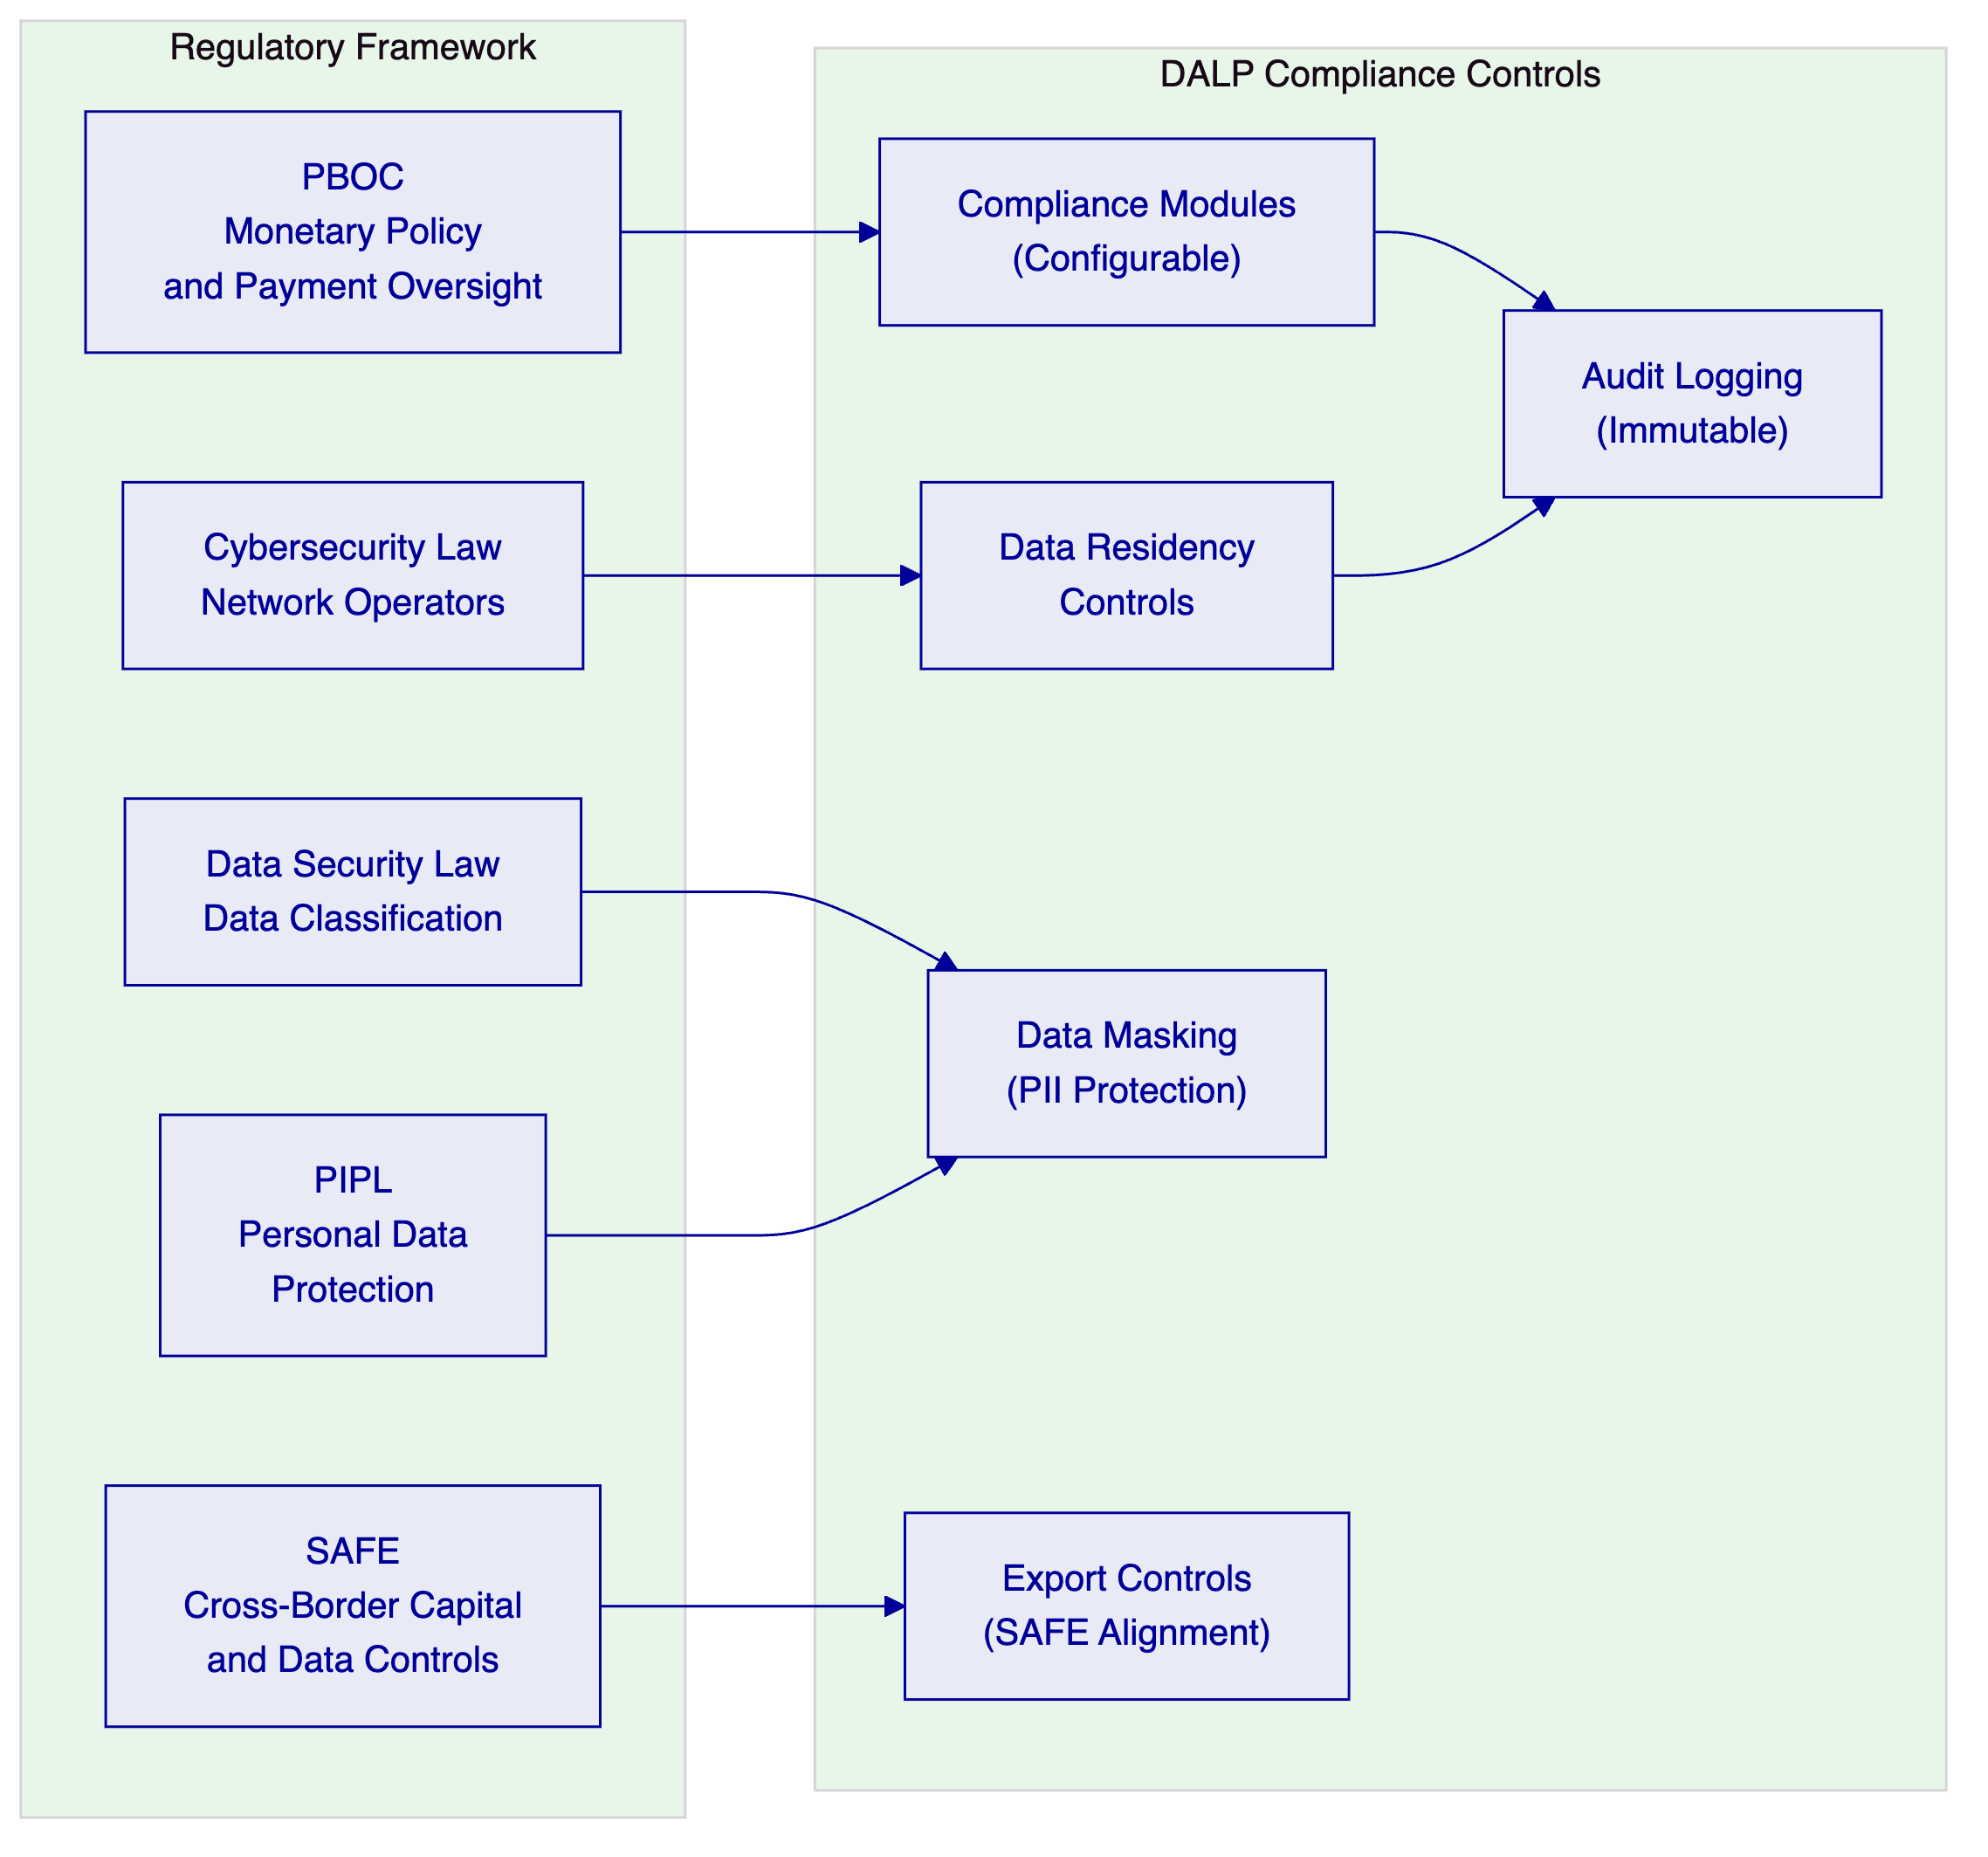 Regulatory Framework
PBOC
Monetary Policy
and Payment Oversight
Cybersecurity Law
Network Operators
Data Security Law
Data Classification
PIPL
Personal Data
Protection
SAFE
Cross-Border Capital
and Data Controls
DALP Compliance Controls
Compliance Modules
(Configurable)
Audit Logging
(Immutable)
Data Residency
Controls
Data Masking
(PII Protection)
Export Controls
(SAFE Alignment)